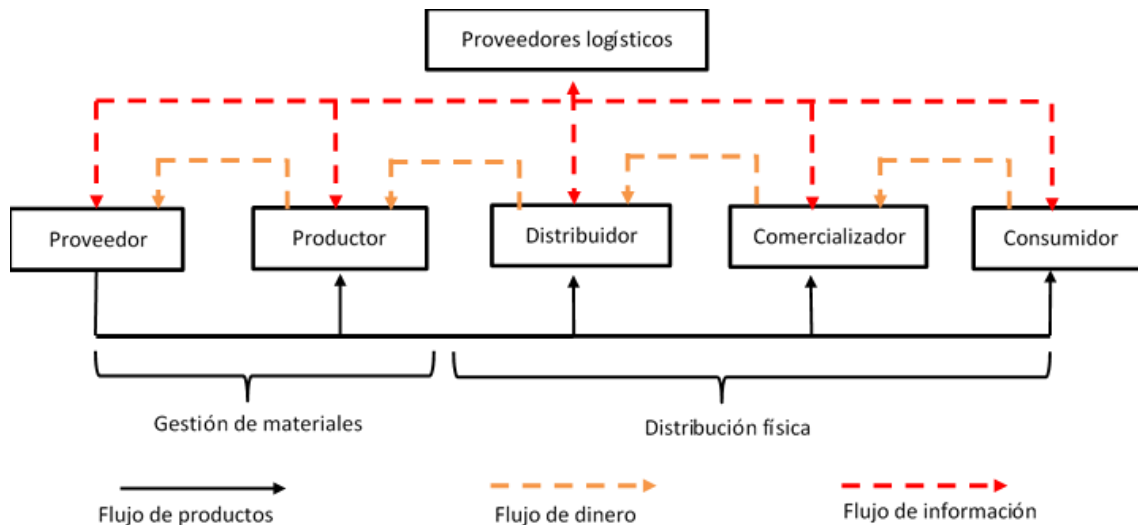 Proveedores logísticos
Proveedor
Productor
Distribuidor
Comercializador
Consumidor
Gestión de materiales
Distribución física
Flujo de productos
Flujo de dinero
Flujo de información